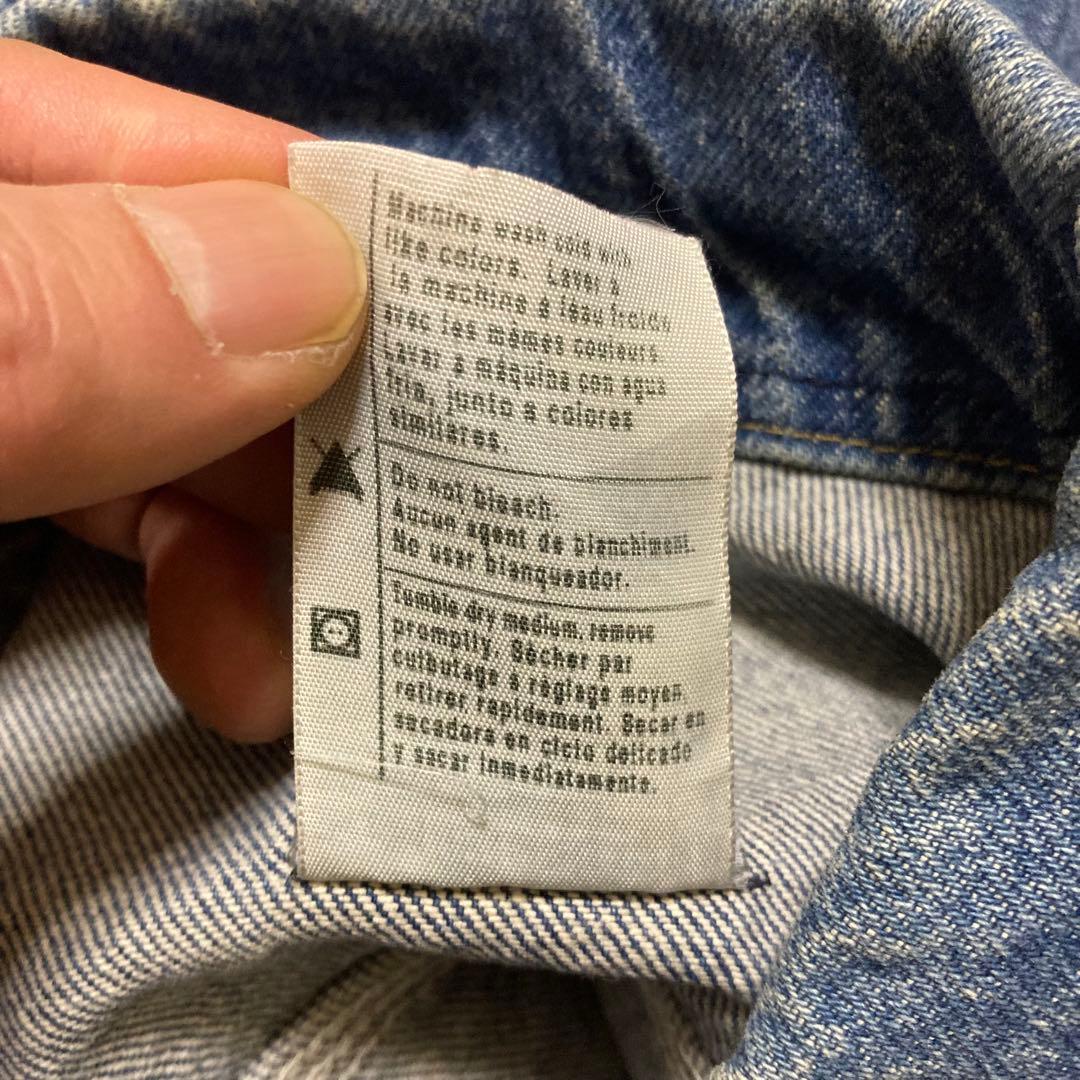 Machine wash cold with
like colors. Laver à
la machine à l'eau froide
avec les mêmes couleurs.
Lavar a máquina con agua
fria, junto a colores
similares.
Do not bleach.
Aucun agent de blanchiment.
No usar blanqueador.
Tumble dry medium, remove
promptly. Sécher par
culbutage à réglage moyen
retirer rapidement. Secar en
secadora en ciclo delicado
y sacar inmediatamente.